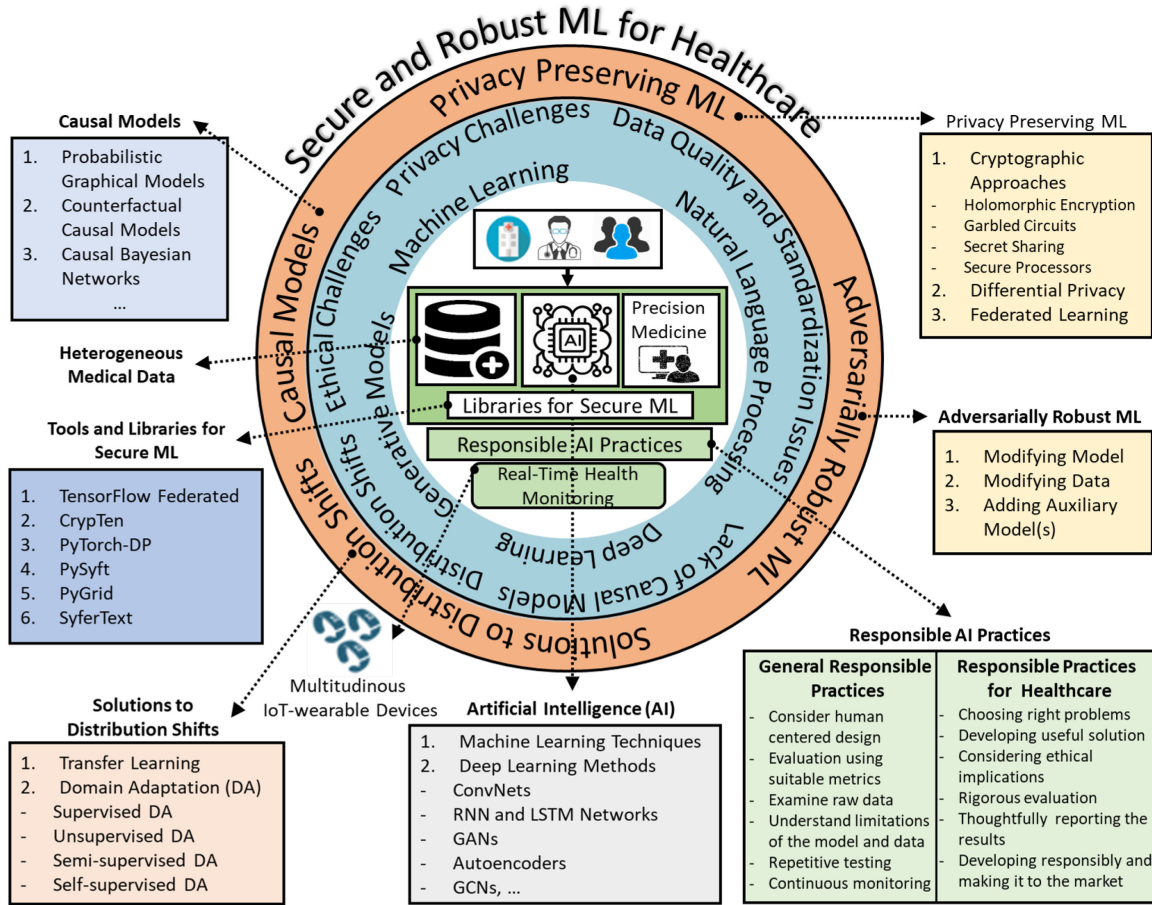 Secure and Robust ML for Healthcare
Privacy Preserving ML
Adversarially Robust ML
Solutions to Distribution Shifts
Causal Models
Privacy Challenges
Data Quality and Standardization Issues
Lack of Causal Models
Distribution Shifts
Ethical Challenges
Machine Learning
Natural Language Processing
Deep Learning
Generative Models
AI
Precision
Medicine
Libraries for Secure ML
Responsible AI Practices
Real-Time Health
Monitoring
Causal Models
1. Probabilistic
Graphical Models
2. Counterfactual
Causal Models
3. Causal Bayesian
Networks
...
Heterogeneous
Medical Data
Tools and Libraries for
Secure ML
1. TensorFlow Federated
2. CrypTen
3. PyTorch-DP
4. PySyft
5. PyGrid
6. SyferText
Solutions to
Distribution Shifts
1. Transfer Learning
2. Domain Adaptation (DA)
- Supervised DA
- Unsupervised DA
- Semi-supervised DA
- Self-supervised DA
Multitudinous
IoT-wearable Devices
Artificial Intelligence (AI)
1. Machine Learning Techniques
2. Deep Learning Methods
- ConvNets
- RNN and LSTM Networks
- GANs
- Autoencoders
- GCNs, ...
Privacy Preserving ML
1. Cryptographic
Approaches
- Holomorphic Encryption
- Garbled Circuits
- Secret Sharing
- Secure Processors
2. Differential Privacy
3. Federated Learning
Adversarially Robust ML
1. Modifying Model
2. Modifying Data
3. Adding Auxiliary
Model(s)
Responsible AI Practices
General Responsible
Practices
- Consider human
centered design
- Evaluation using
suitable metrics
- Examine raw data
- Understand limitations
of the model and data
- Repetitive testing
- Continuous monitoring
Responsible Practices
for Healthcare
- Choosing right problems
- Developing useful solution
- Considering ethical
implications
- Rigorous evaluation
- Thoughtfully reporting the
results
- Developing responsibly and
making it to the market